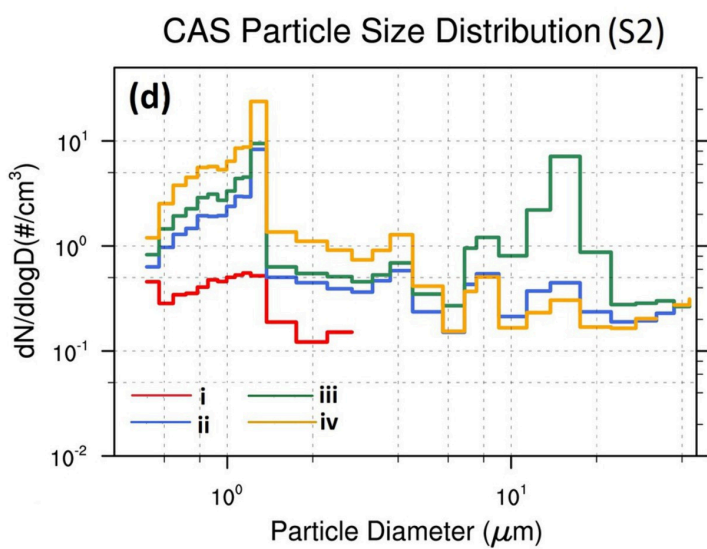 CAS Particle Size Distribution (S2)
(d)
dN/dlogD(#/cm³)
10¹
10⁰
10⁻¹
10⁻²
i
ii
iii
iv
10⁰
10¹
Particle Diameter (μm)